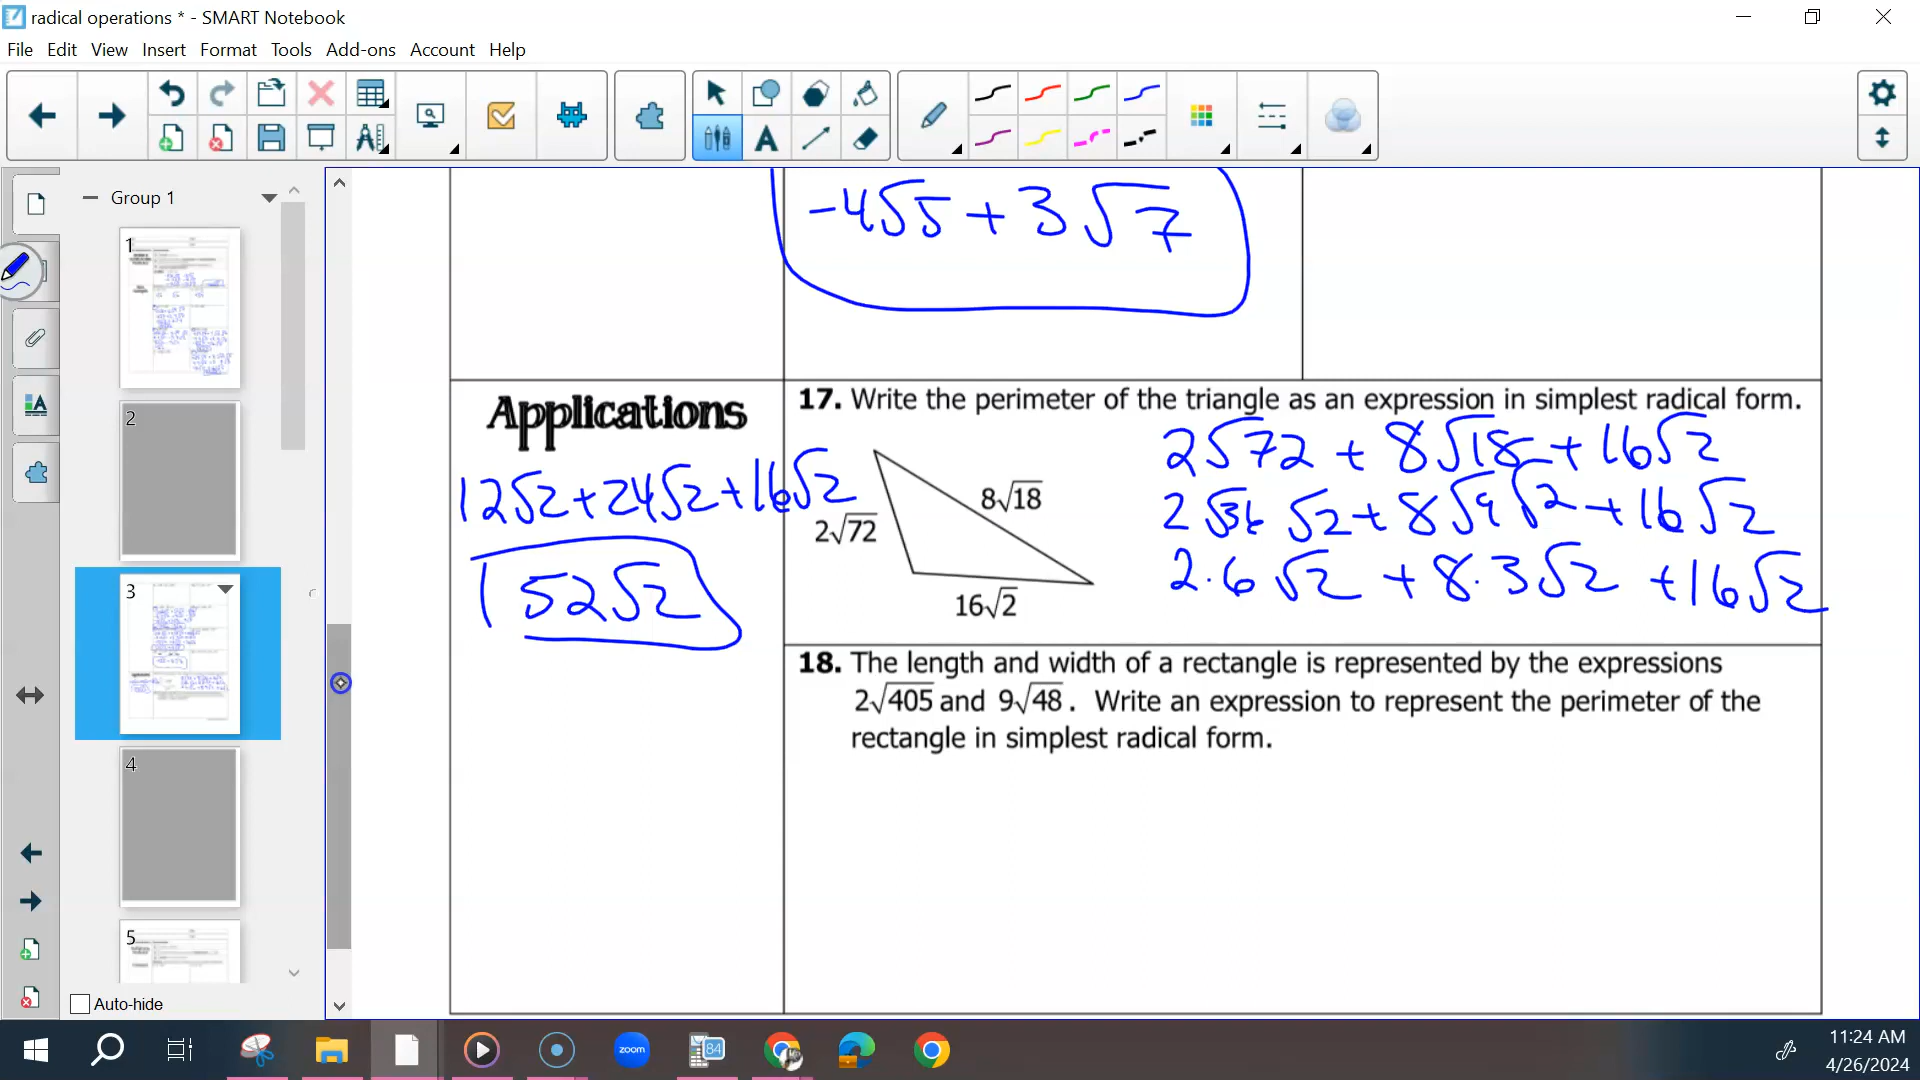 radical operations * - SMART Notebook
File Edit View Insert Format Tools Add-ons Account Help
Group 1
1
2
3
4
5
Auto-hide
-4√5 + 3√7
Applications
12√2 + 24√2 + 16√2
52√2
17. Write the perimeter of the triangle as an expression in simplest radical form.
8√18
2√72
16√2
2√72 + 8√18 + 16√2
2√36 √2 + 8√9 √2 + 16√2
2·6√2 + 8·3√2 + 16√2
18. The length and width of a rectangle is represented by the expressions
2√405 and 9√48. Write an expression to represent the perimeter of the
rectangle in simplest radical form.
zoom
84
11:24 AM
4/26/2024